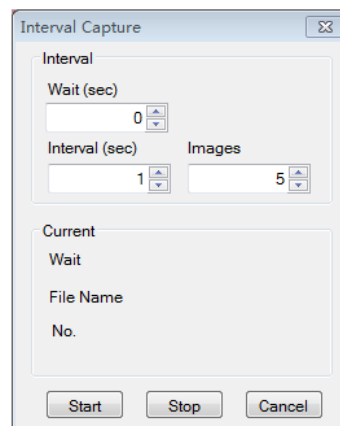 Interval Capture
Interval
Wait (sec)
0
Interval (sec) Images
1 5
Current
Wait
File Name
No.
Start Stop Cancel